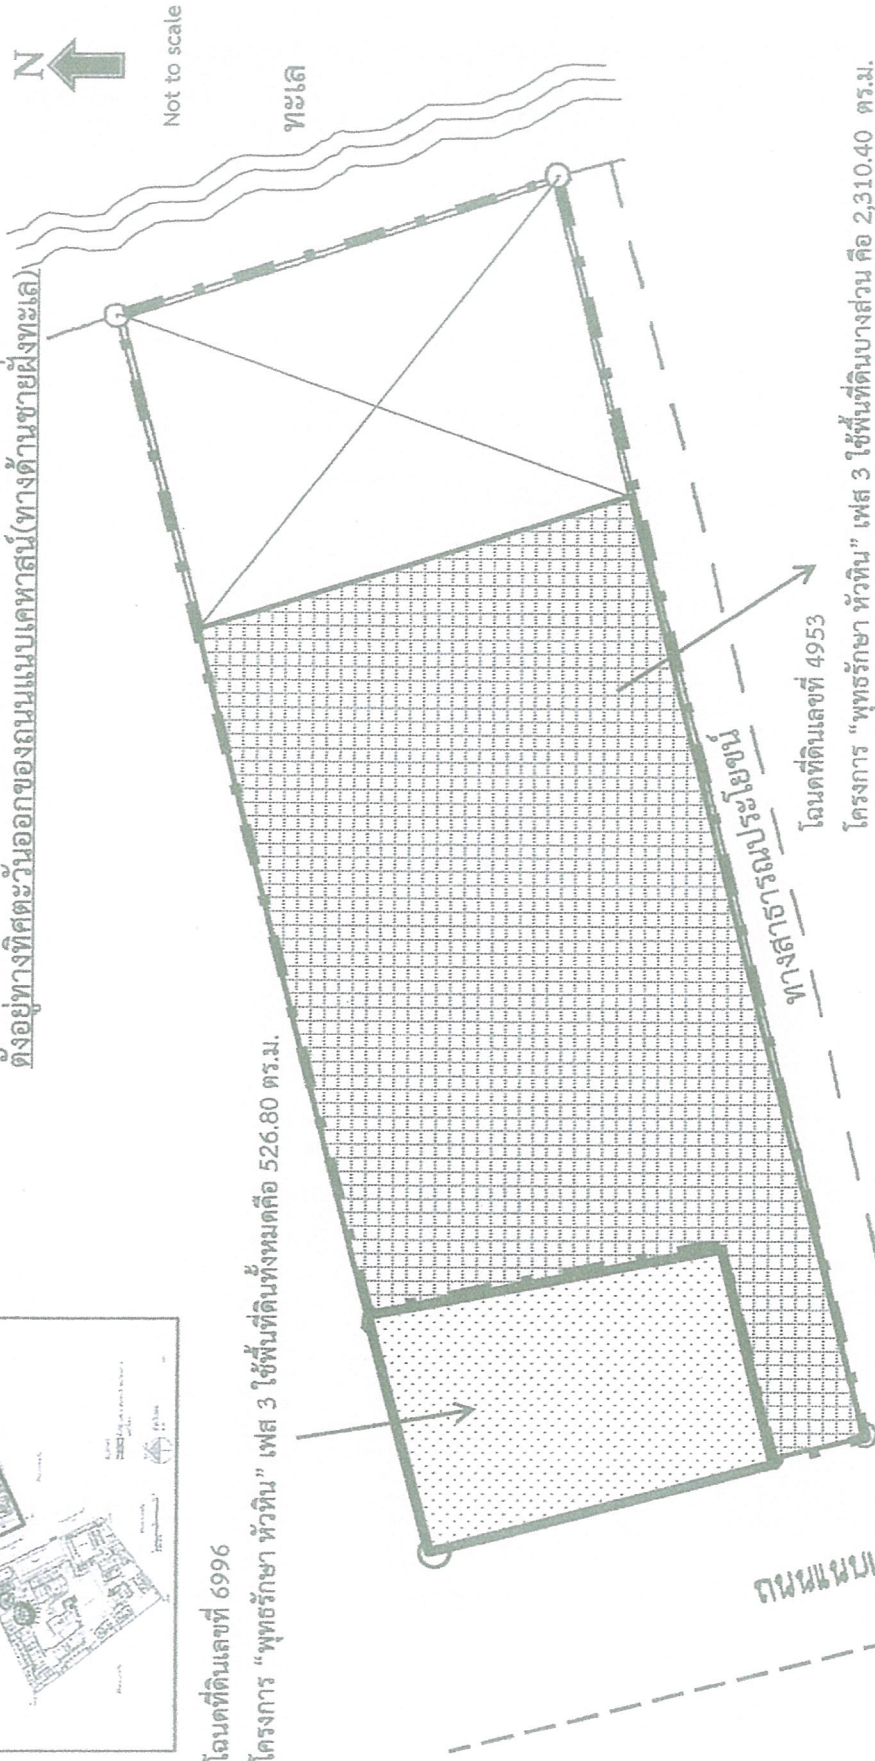 ตั้งอยู่ทางทิศตะวันออกของถนนแนบเคหาสน์(ทางด้านชายฝั่งทะเล)
N
Not to scale
ทะเล
โฉนดที่ดินเลขที่ 6996
โครงการ “พุทธรักษา หัวหิน” เฟส 3 ใช้พื้นที่ดินทั้งหมดคือ 526.80 ตร.ม.
ทางสาธารณประโยชน์
โฉนดที่ดินเลขที่ 4953
โครงการ “พุทธรักษา หัวหิน” เฟส 3 ใช้พื้นที่ดินบางส่วน คือ 2,310.40 ตร.ม.